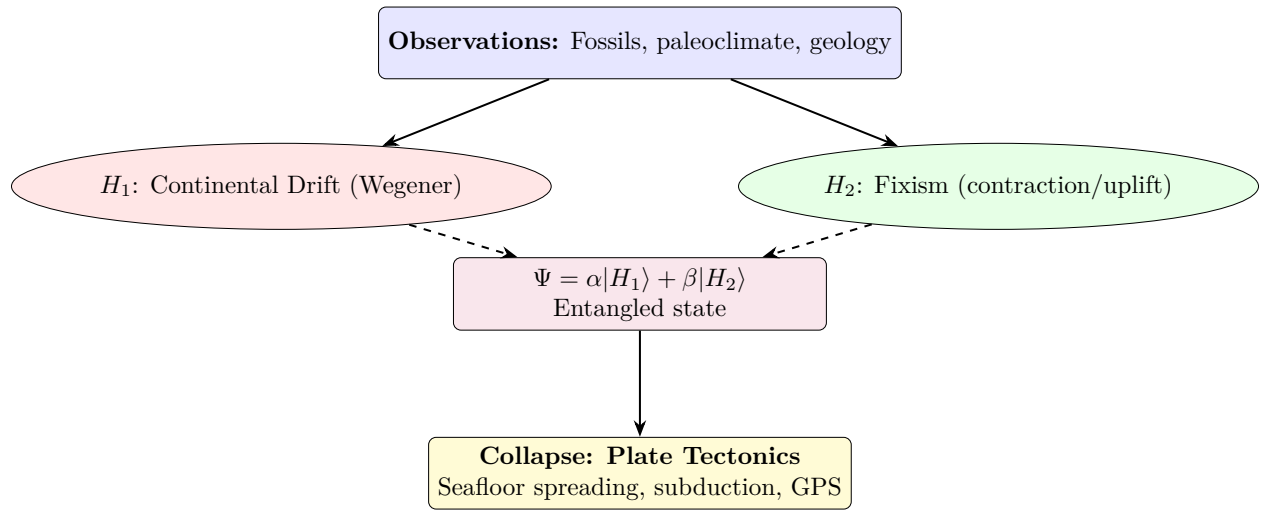 Observations: Fossils, paleoclimate, geology
H₁: Continental Drift (Wegener)
H₂: Fixism (contraction/uplift)
Ψ = α|H₁⟩ + β|H₂⟩
Entangled state
Collapse: Plate Tectonics
Seafloor spreading, subduction, GPS